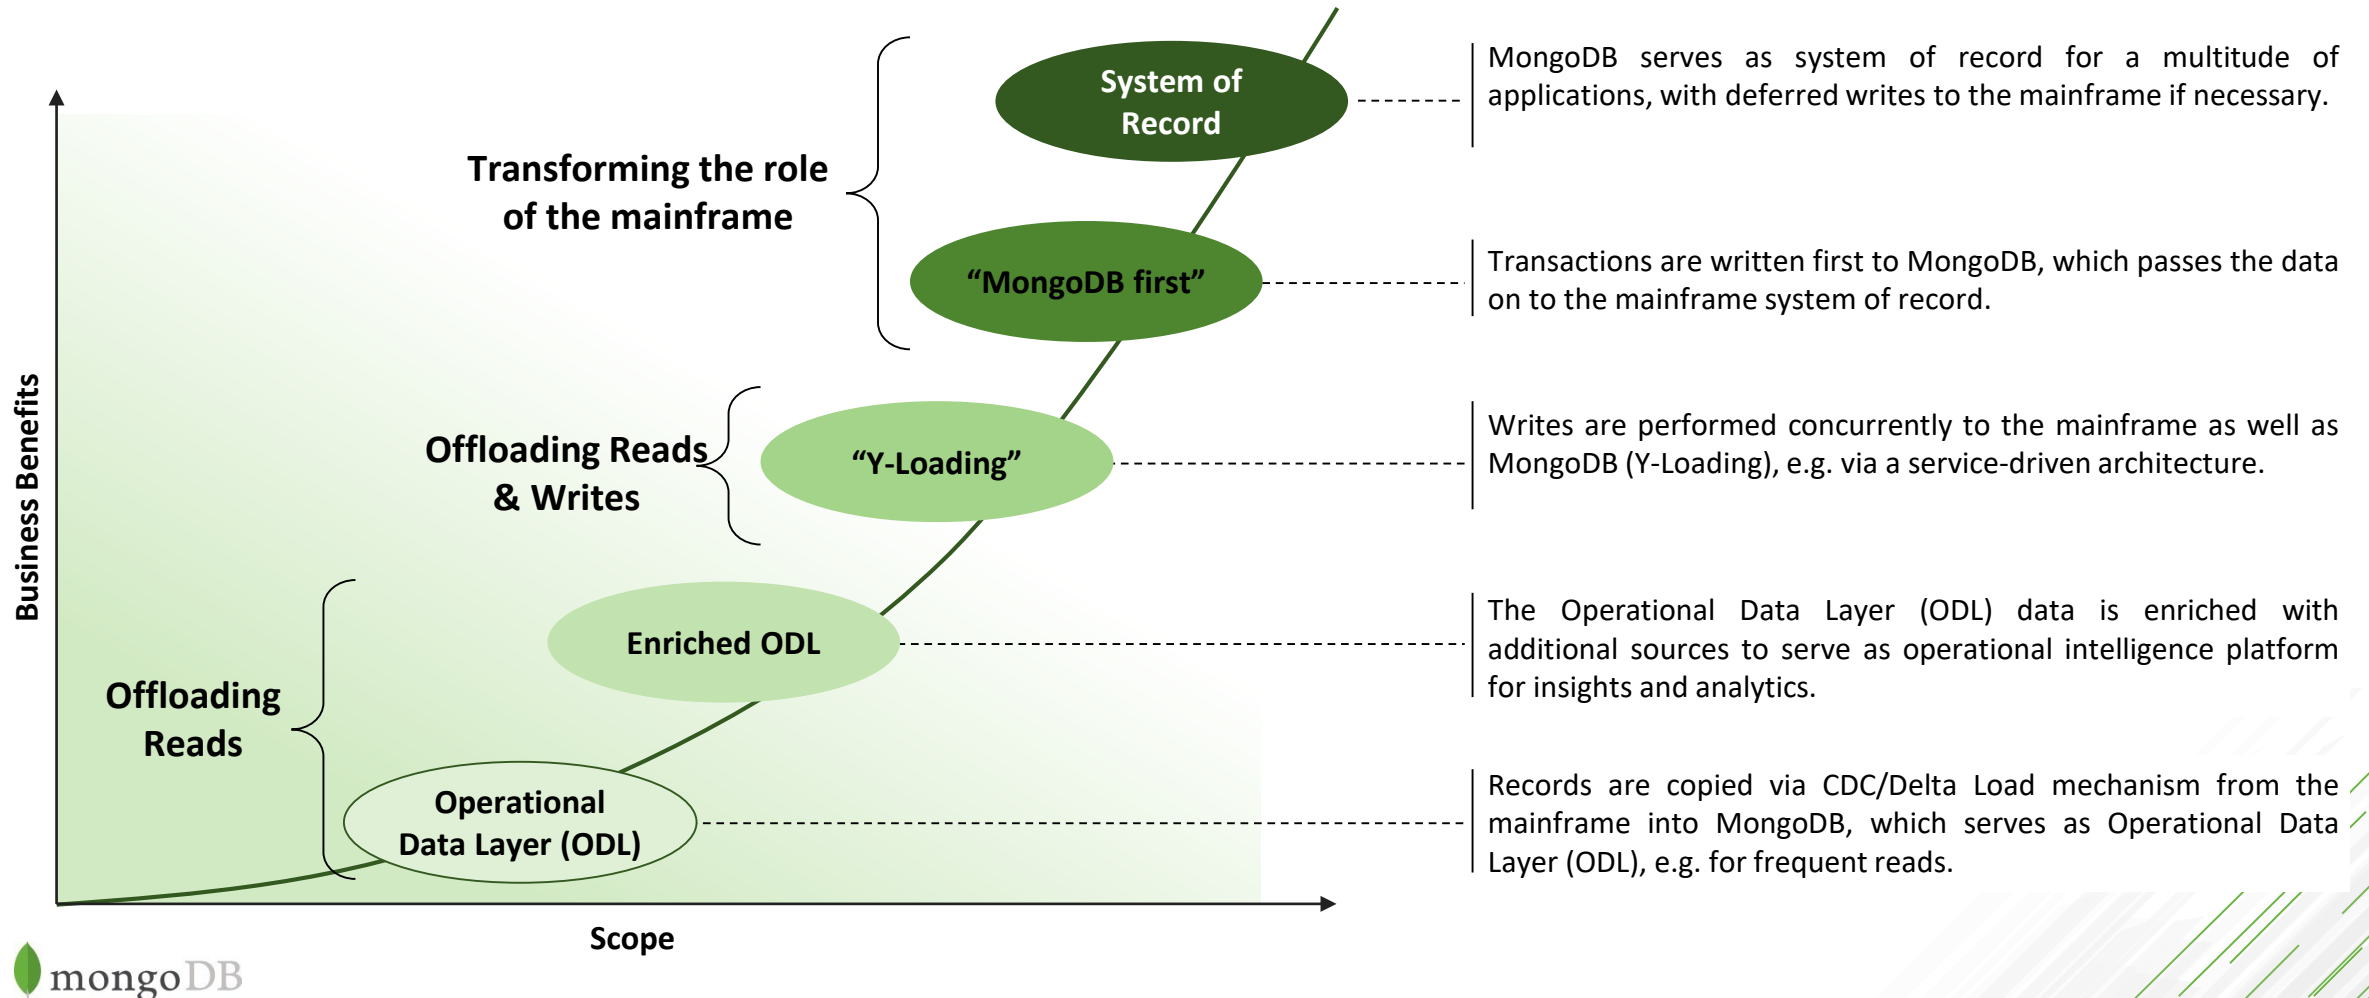 System of
Record
MongoDB serves as system of record for a multitude of
applications, with deferred writes to the mainframe if necessary.
Transforming the role
of the mainframe
“MongoDB first”
Transactions are written first to MongoDB, which passes the data
on to the mainframe system of record.
Business Benefits
Offloading Reads
& Writes
“Y-Loading”
Writes are performed concurrently to the mainframe as well as
MongoDB (Y-Loading), e.g. via a service-driven architecture.
Enriched ODL
The Operational Data Layer (ODL) data is enriched with
additional sources to serve as operational intelligence platform
for insights and analytics.
Offloading
Reads
Operational
Data Layer (ODL)
Records are copied via CDC/Delta Load mechanism from the
mainframe into MongoDB, which serves as Operational Data
Layer (ODL), e.g. for frequent reads.
Scope
mongoDB